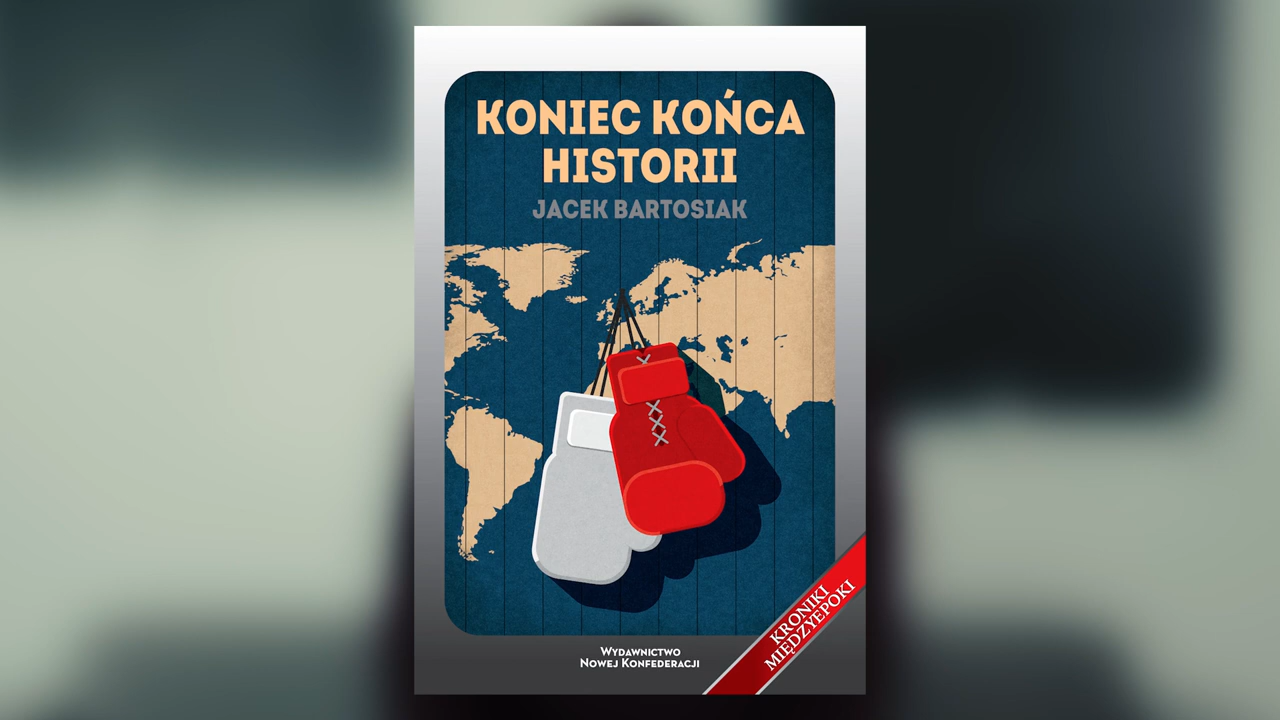 KONIEC KOŃCA
HISTORII
JACEK BARTOSIAK
KRONIKI
MIĘDZYEPOKI
WYDAWNICTWO
NOWEJ KONFEDERACJI